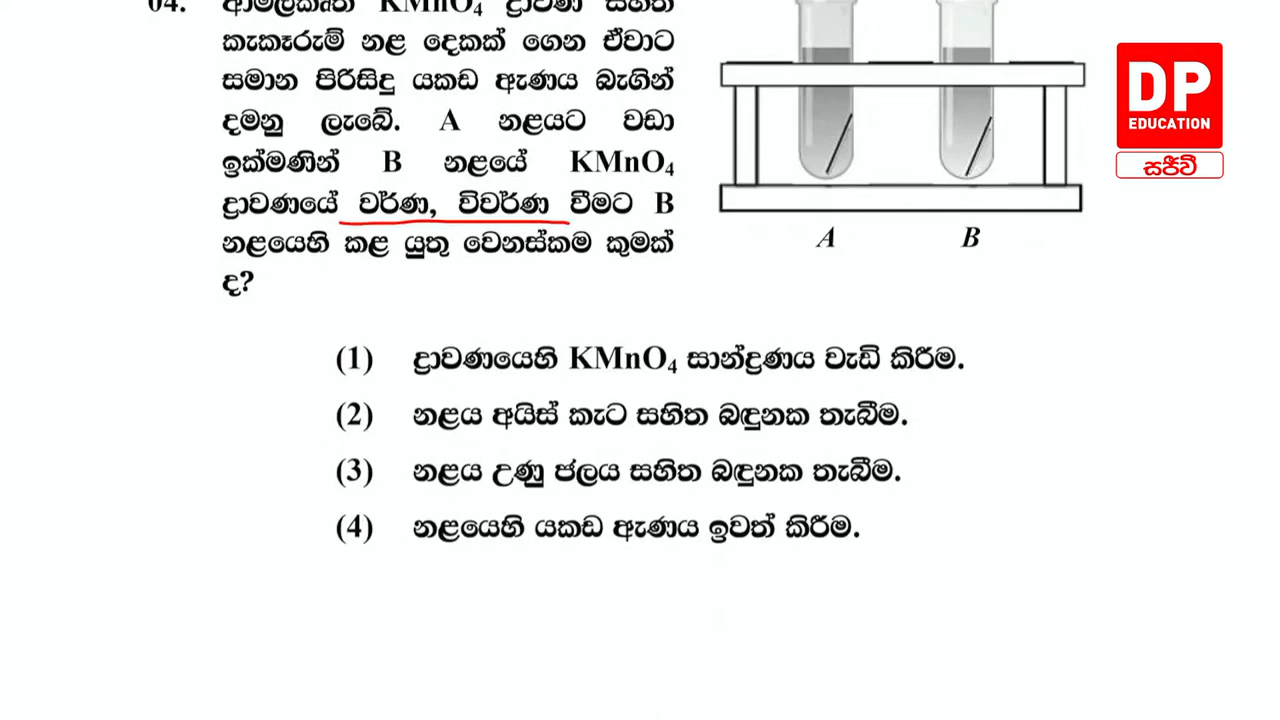 04. ආම්ලිකෘත KMnO₄ ද්‍රාවණ සහිත
කැකෑරුම් නළ දෙකක් ගෙන ඒවාට
සමාන පිරිසිදු යකඩ ඇණය බැගින්
දමනු ලැබේ. A නළයට වඩා
ඉක්මණින් B නළයේ KMnO₄
ද්‍රාවණයේ වර්ණ, විවර්ණ වීමට B
නළයෙහි කළ යුතු වෙනස්කම කුමක්
ද?
A B
(1) ද්‍රාවණයෙහි KMnO₄ සාන්ද්‍රණය වැඩි කිරීම.
(2) නළය අයිස් කැට සහිත බඳුනක තැබීම.
(3) නළය උණු ජලය සහිත බඳුනක තැබීම.
(4) නළයෙහි යකඩ ඇණය ඉවත් කිරීම.
DP
EDUCATION
සජීවී